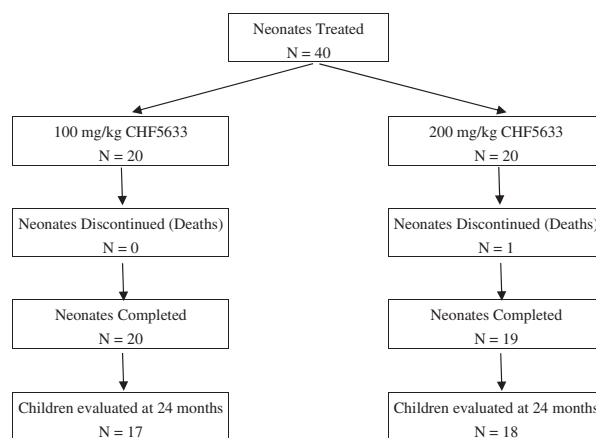 Neonates Treated
N = 40
100 mg/kg CHF5633
N = 20
200 mg/kg CHF5633
N = 20
Neonates Discontinued (Deaths)
N = 0
Neonates Discontinued (Deaths)
N = 1
Neonates Completed
N = 20
Neonates Completed
N = 19
Children evaluated at 24 months
N = 17
Children evaluated at 24 months
N = 18